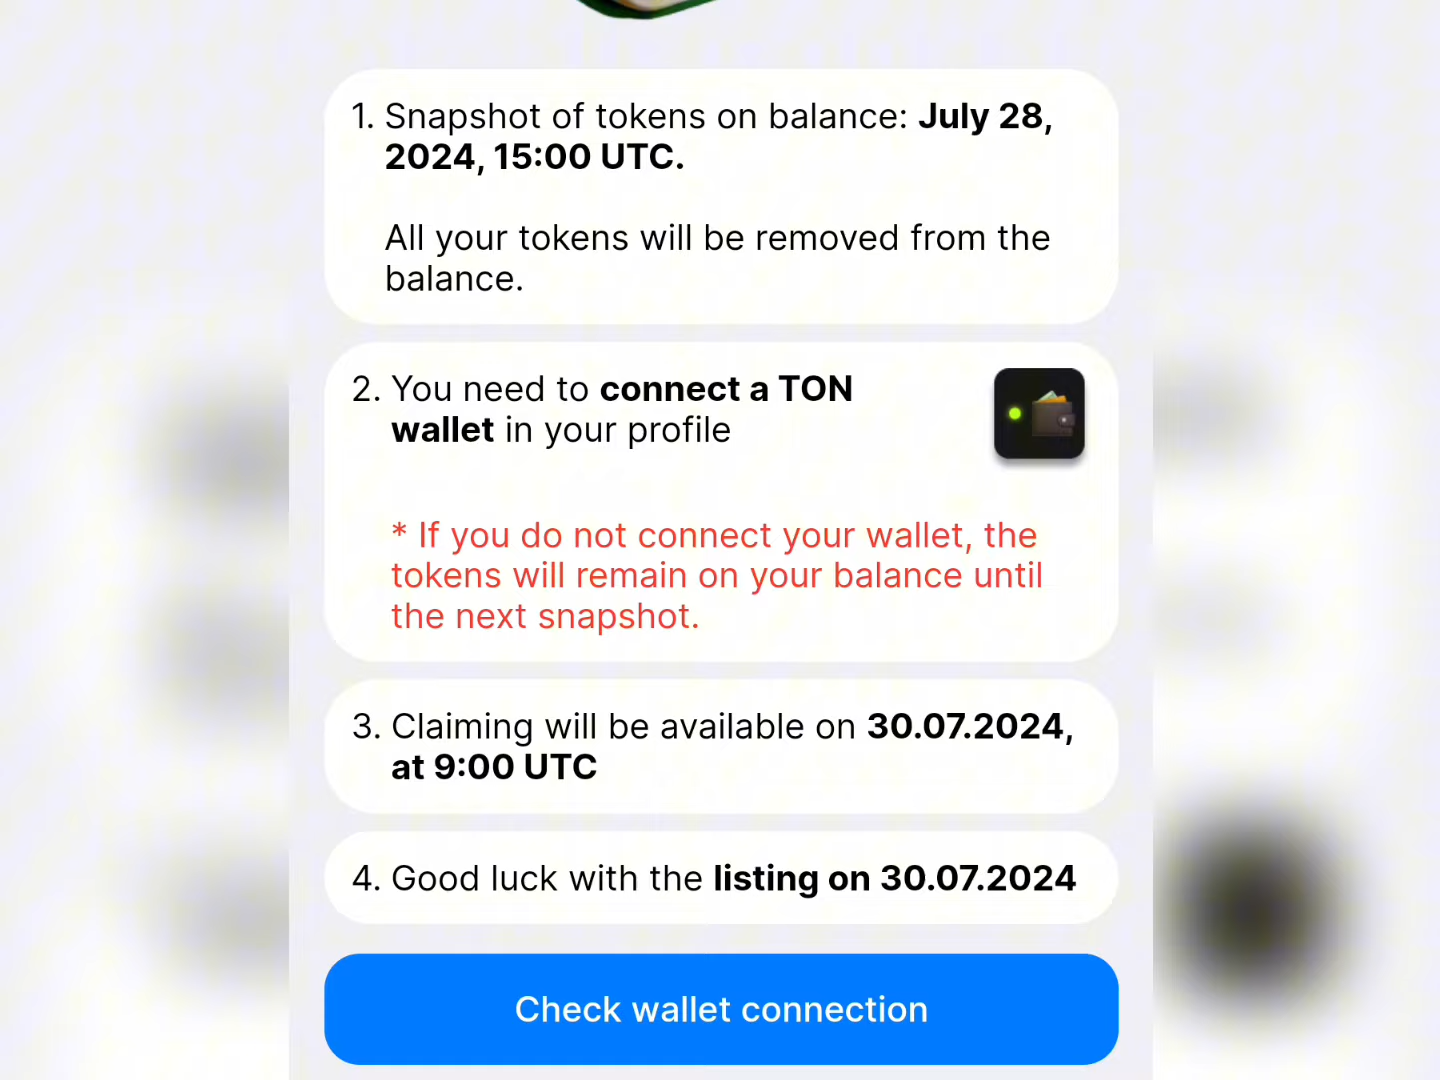 1. Snapshot of tokens on balance: July 28,
2024, 15:00 UTC.
All your tokens will be removed from the
balance.
2. You need to connect a TON
wallet in your profile
* If you do not connect your wallet, the
tokens will remain on your balance until
the next snapshot.
3. Claiming will be available on 30.07.2024,
at 9:00 UTC
4. Good luck with the listing on 30.07.2024
Check wallet connection